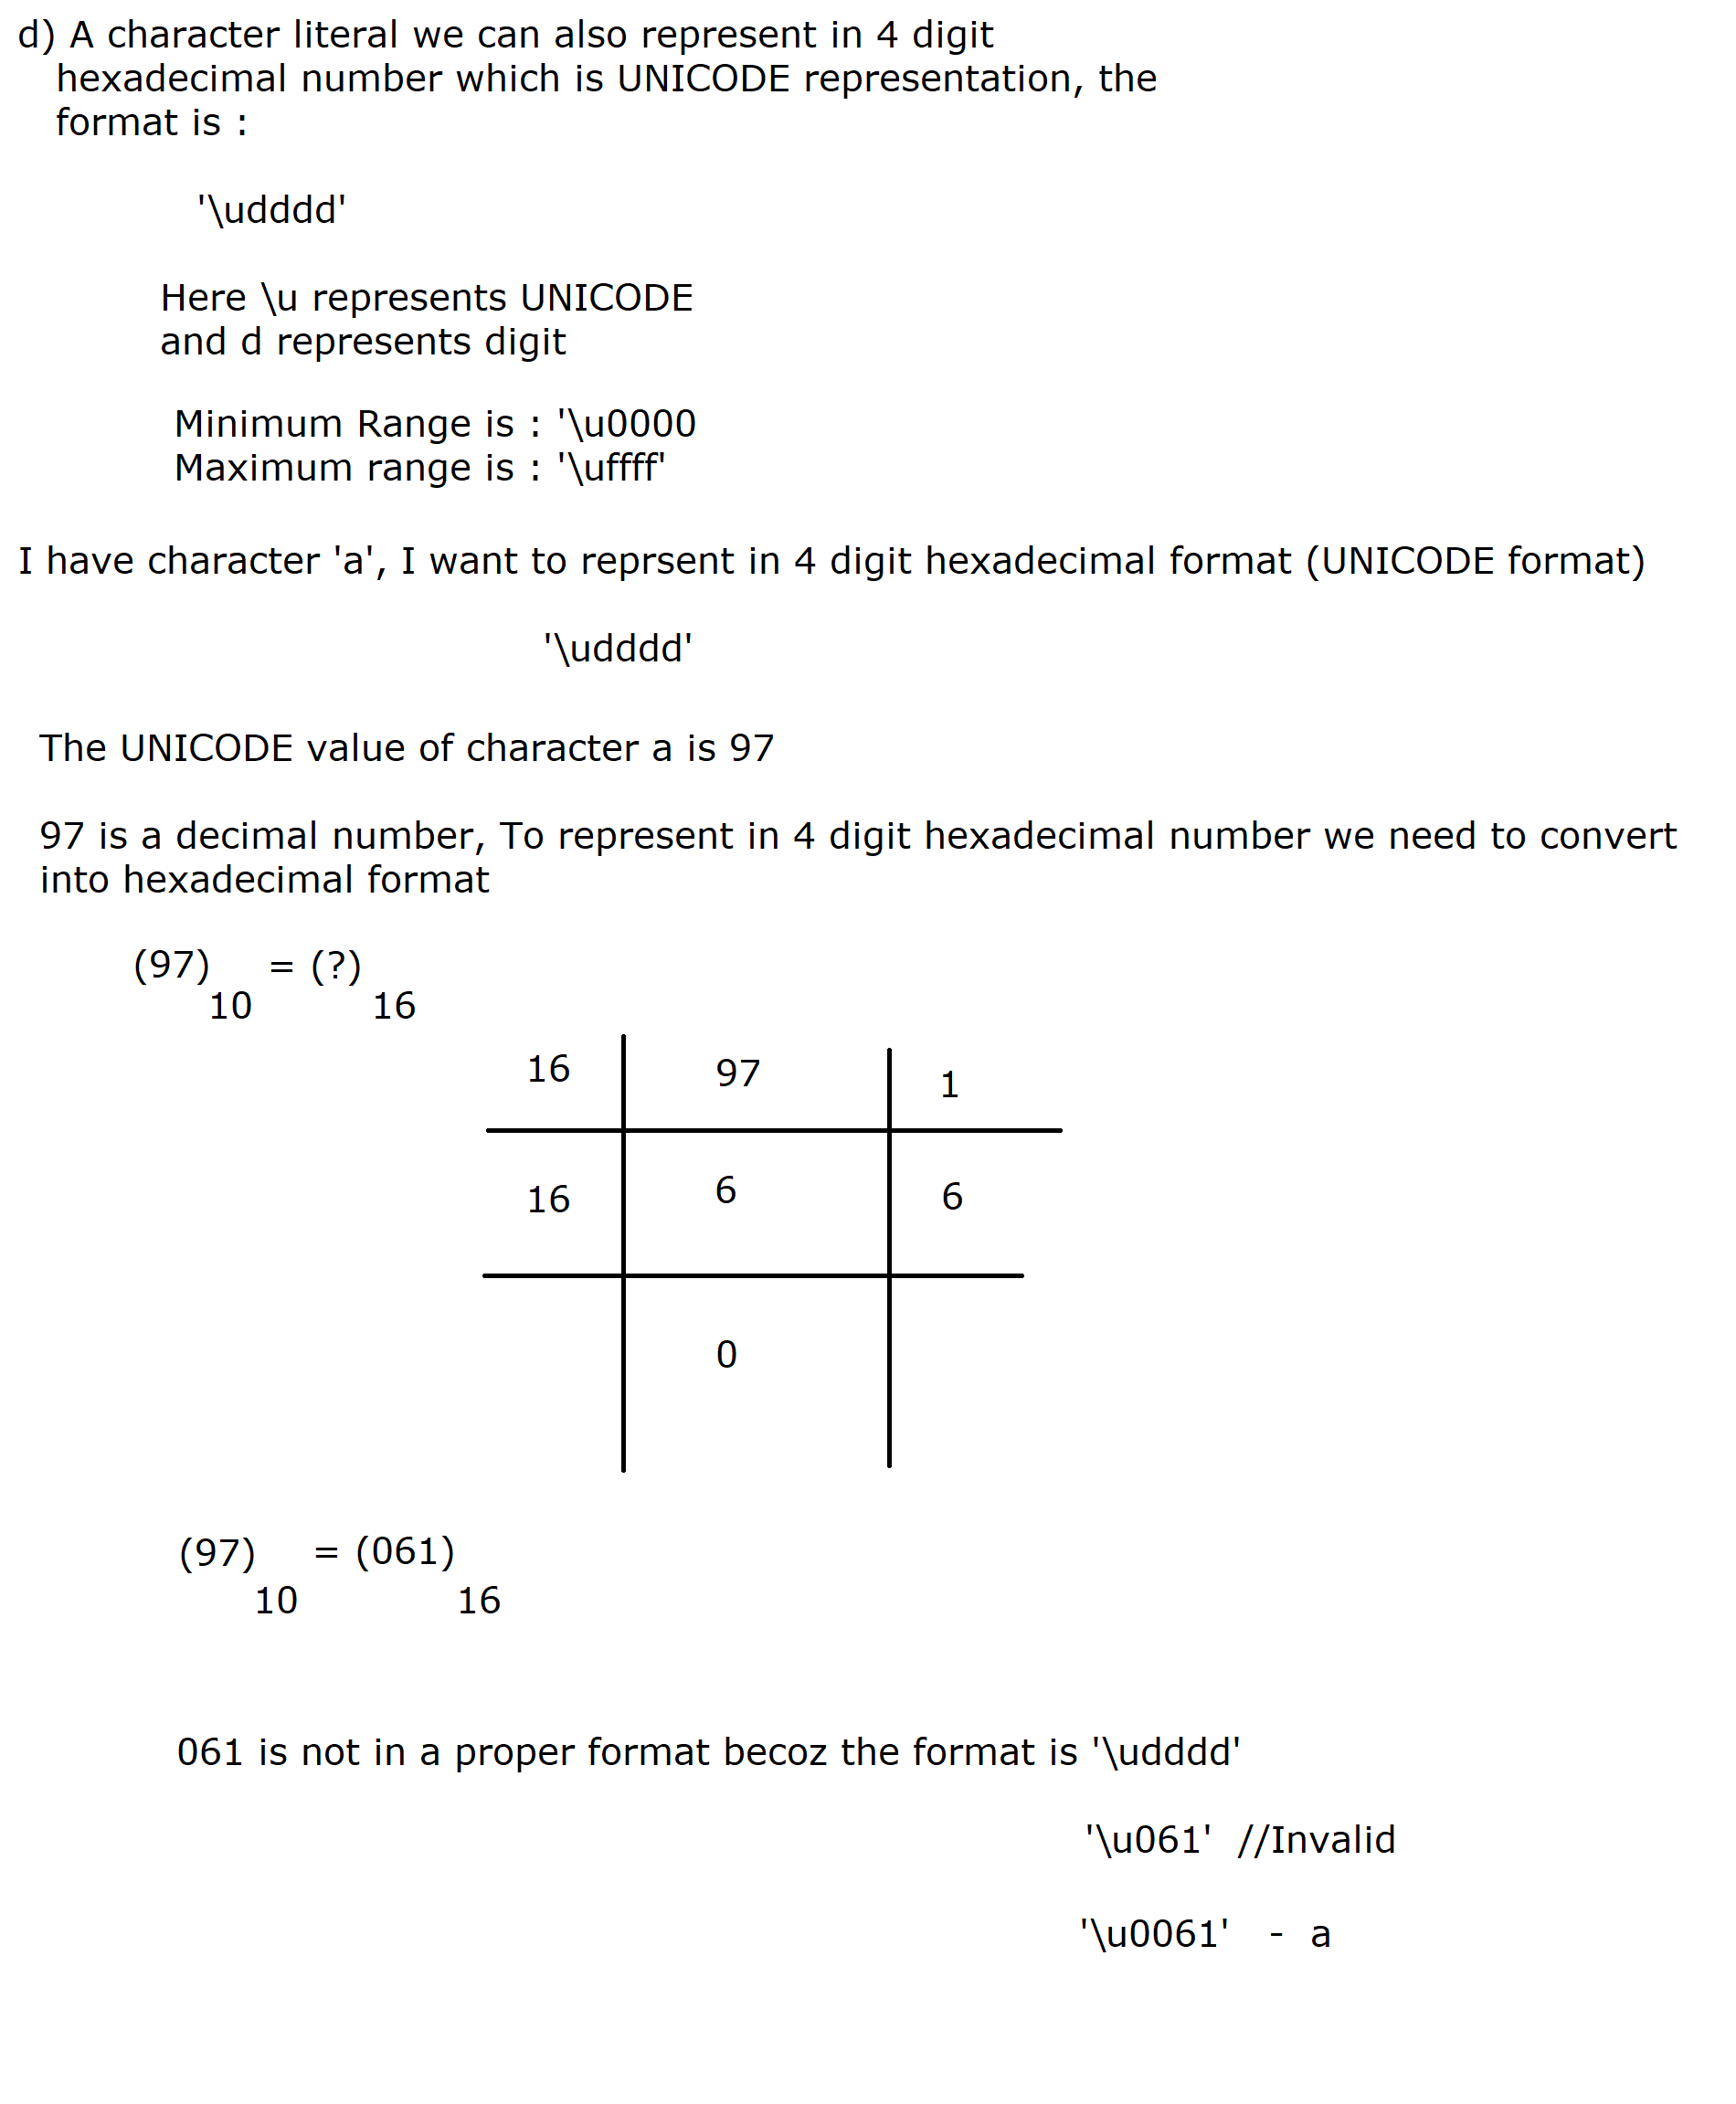 d) A character literal we can also represent in 4 digit
hexadecimal number which is UNICODE representation, the
format is :
'\udddd'
Here \u represents UNICODE
and d represents digit
Minimum Range is : '\u0000
Maximum range is : '\uffff'
I have character 'a', I want to reprsent in 4 digit hexadecimal format (UNICODE format)
'\udddd'
The UNICODE value of character a is 97
97 is a decimal number, To represent in 4 digit hexadecimal number we need to convert
into hexadecimal format
(97) = (?)
10 16
16 97 1
16 6 6
0
(97) = (061)
10 16
061 is not in a proper format becoz the format is '\udddd'
'\u061' //Invalid
'\u0061' - a